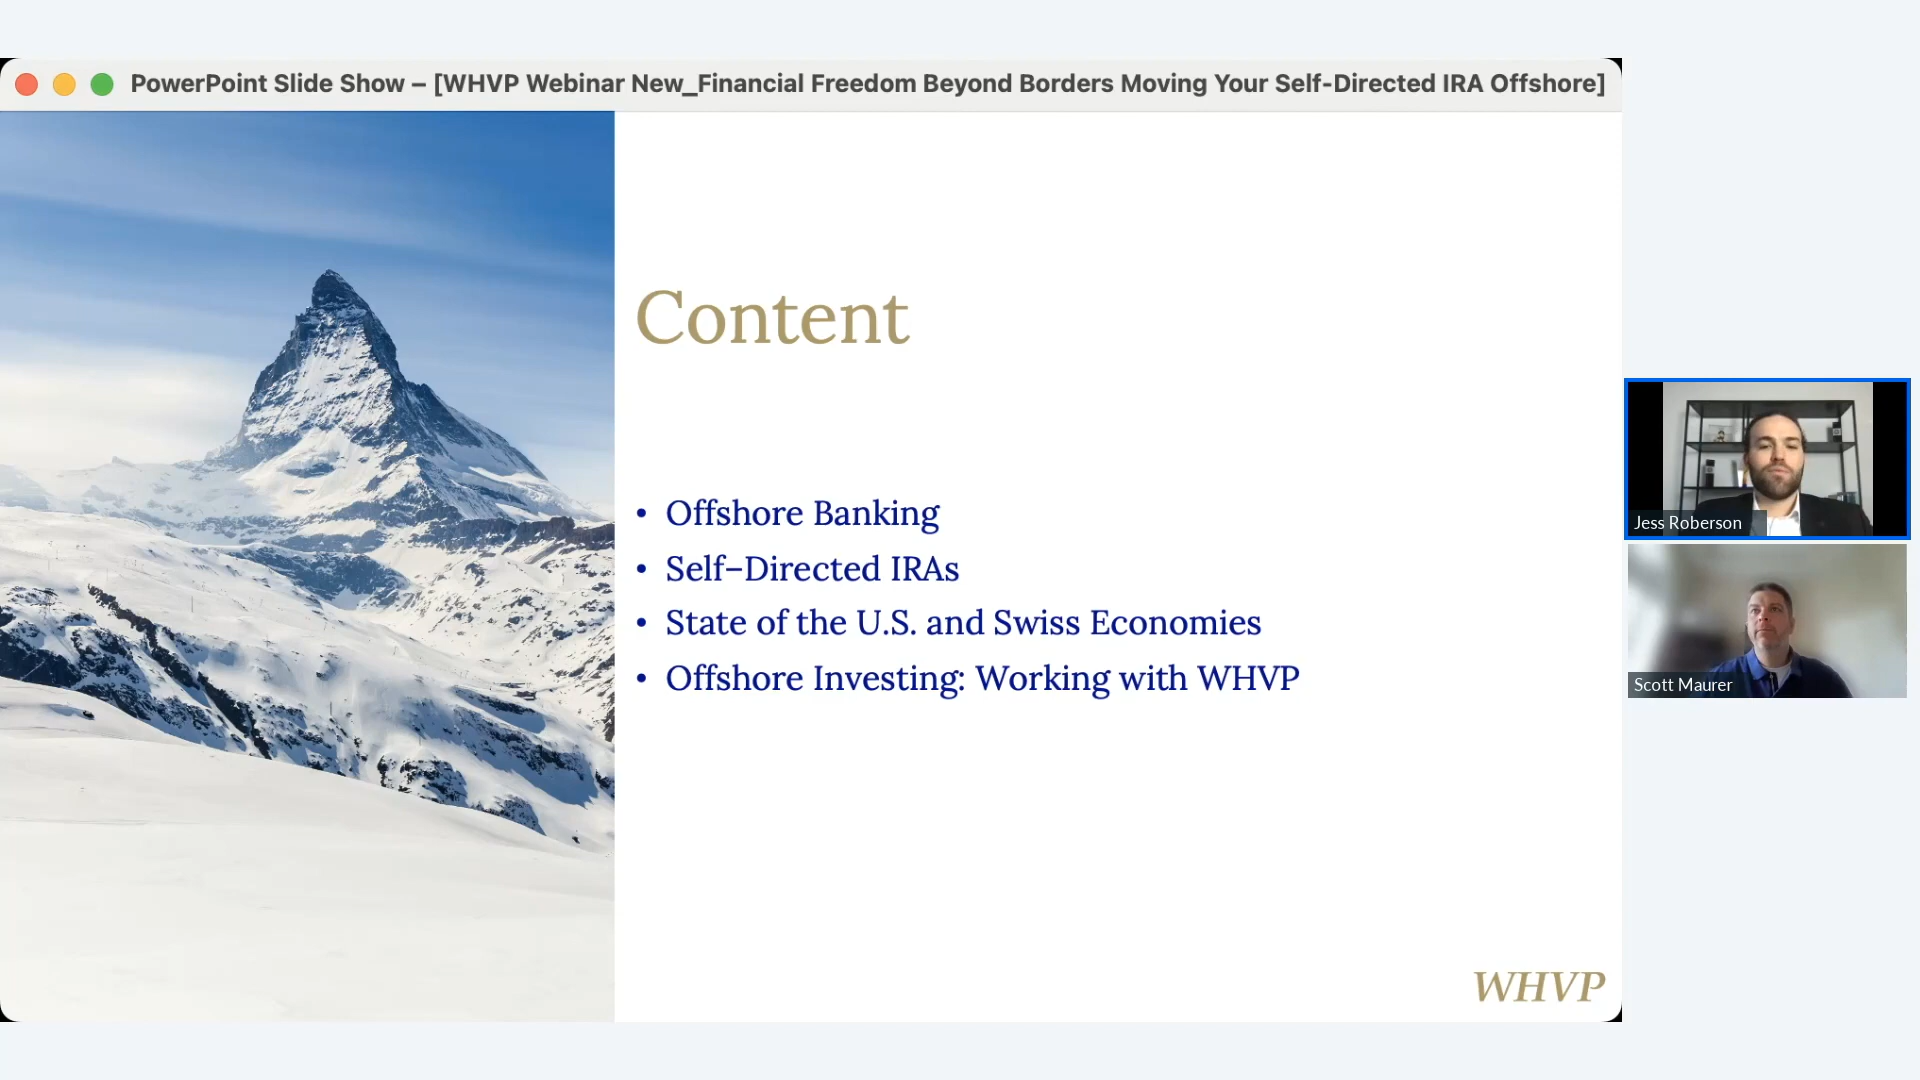 PowerPoint Slide Show – [WHVP Webinar New_Financial Freedom Beyond Borders Moving Your Self-Directed IRA Offshore]
Content
• Offshore Banking
• Self–Directed IRAs
• State of the U.S. and Swiss Economies
• Offshore Investing: Working with WHVP
WHVP
Jess Roberson
Scott Maurer